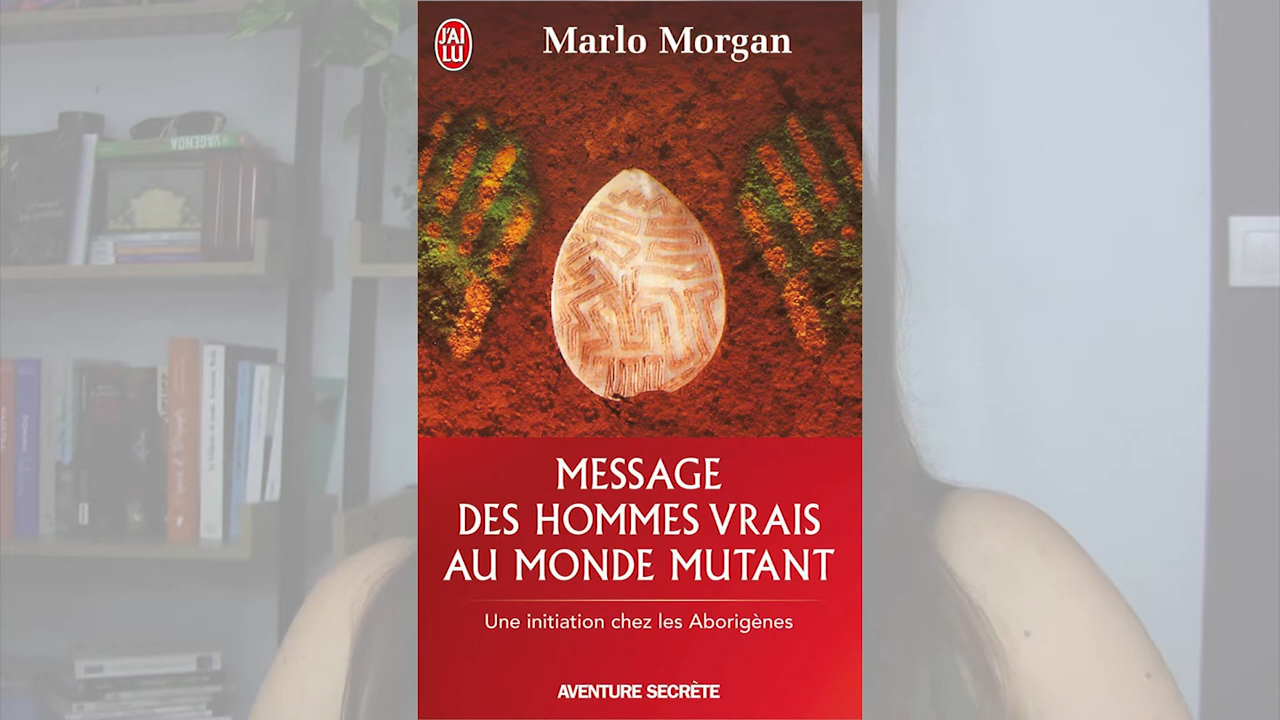 J'AI
LU
Marlo Morgan
MESSAGE
DES HOMMES VRAIS
AU MONDE MUTANT
Une initiation chez les Aborigènes
AVENTURE SECRÈTE
VAGENDA